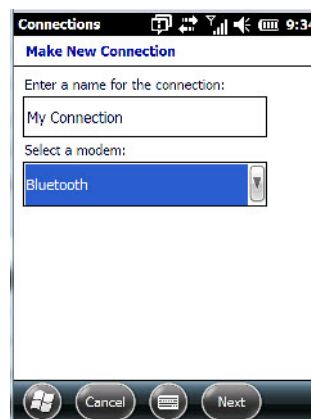 Connections 9:34
Make New Connection
Enter a name for the connection:
My Connection
Select a modem:
Bluetooth
Cancel Next